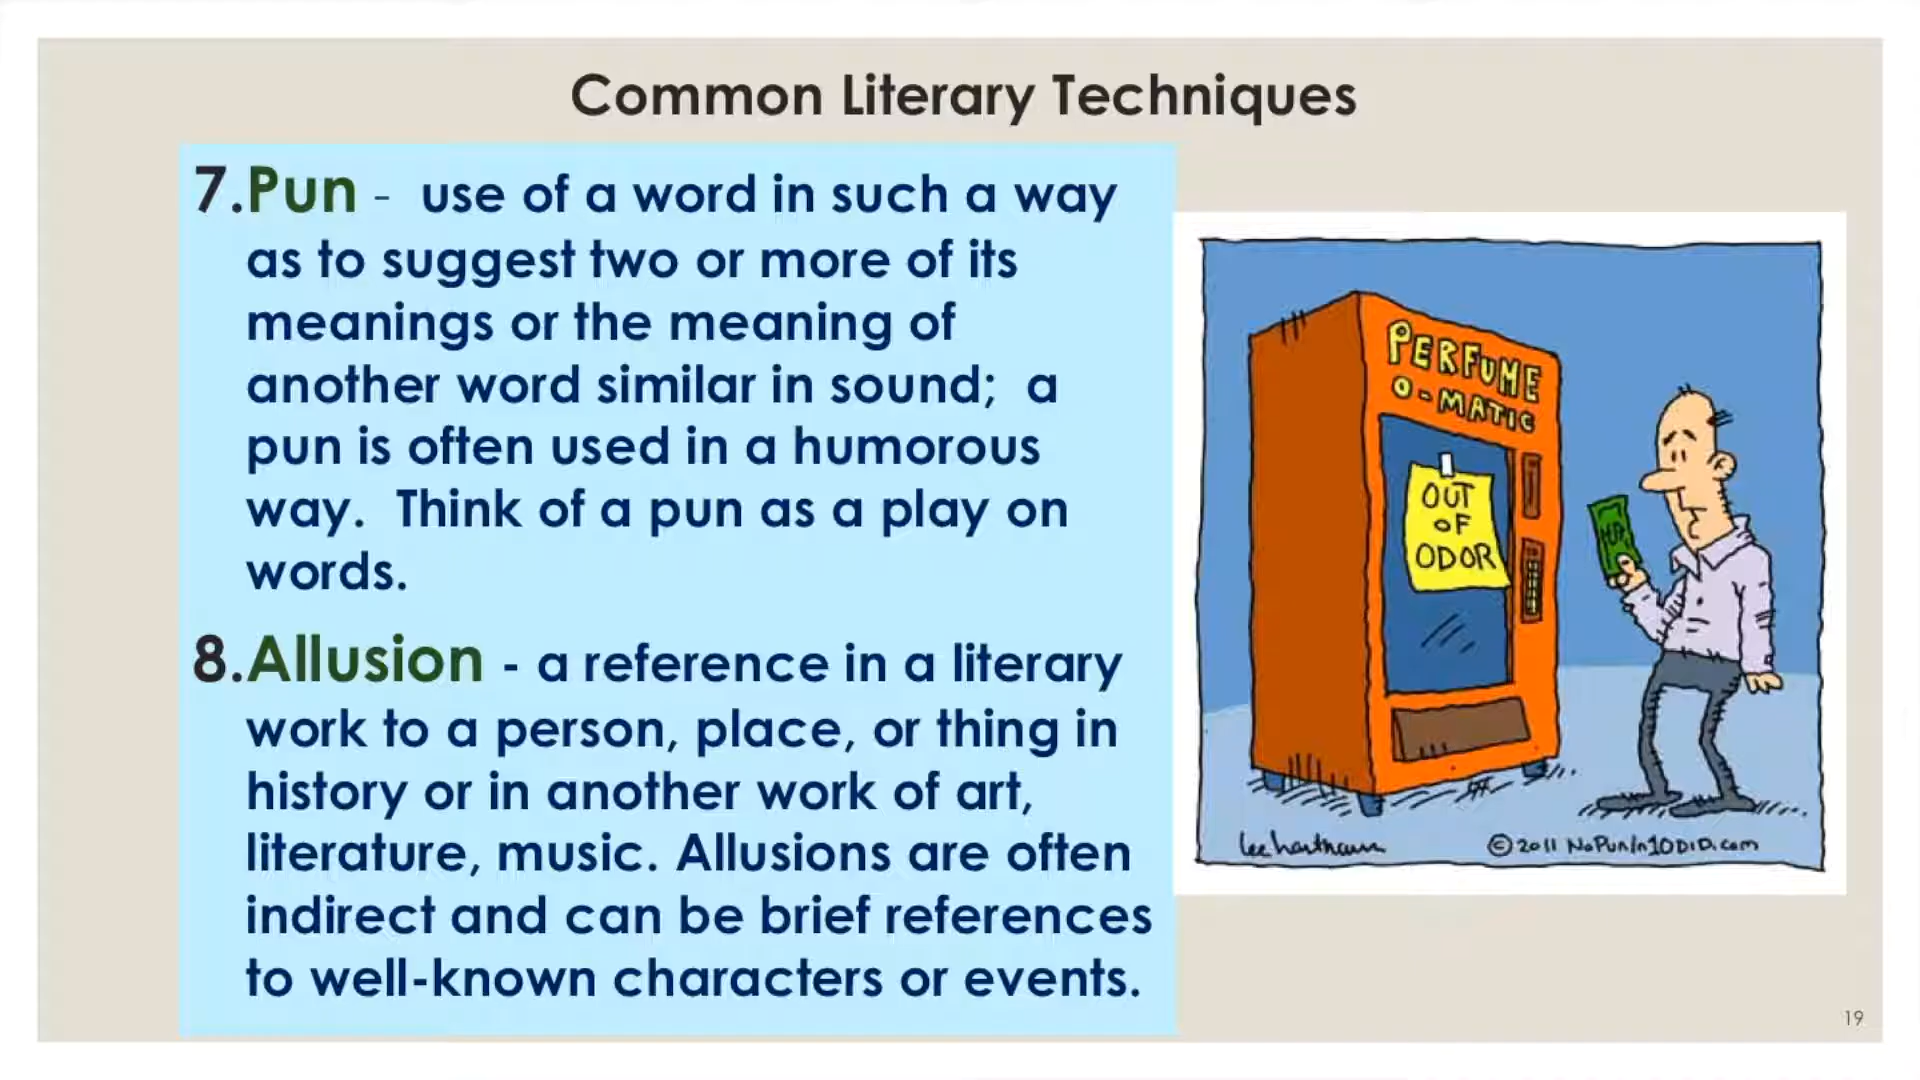 Common Literary Techniques
7.Pun - use of a word in such a way
as to suggest two or more of its
meanings or the meaning of
another word similar in sound; a
pun is often used in a humorous
way. Think of a pun as a play on
words.
8.Allusion - a reference in a literary
work to a person, place, or thing in
history or in another work of art,
literature, music. Allusions are often
indirect and can be brief references
to well-known characters or events.
PERFUME
O-MATIC
OUT
OF
ODOR
©2011 NoPunIn10DID.com
19